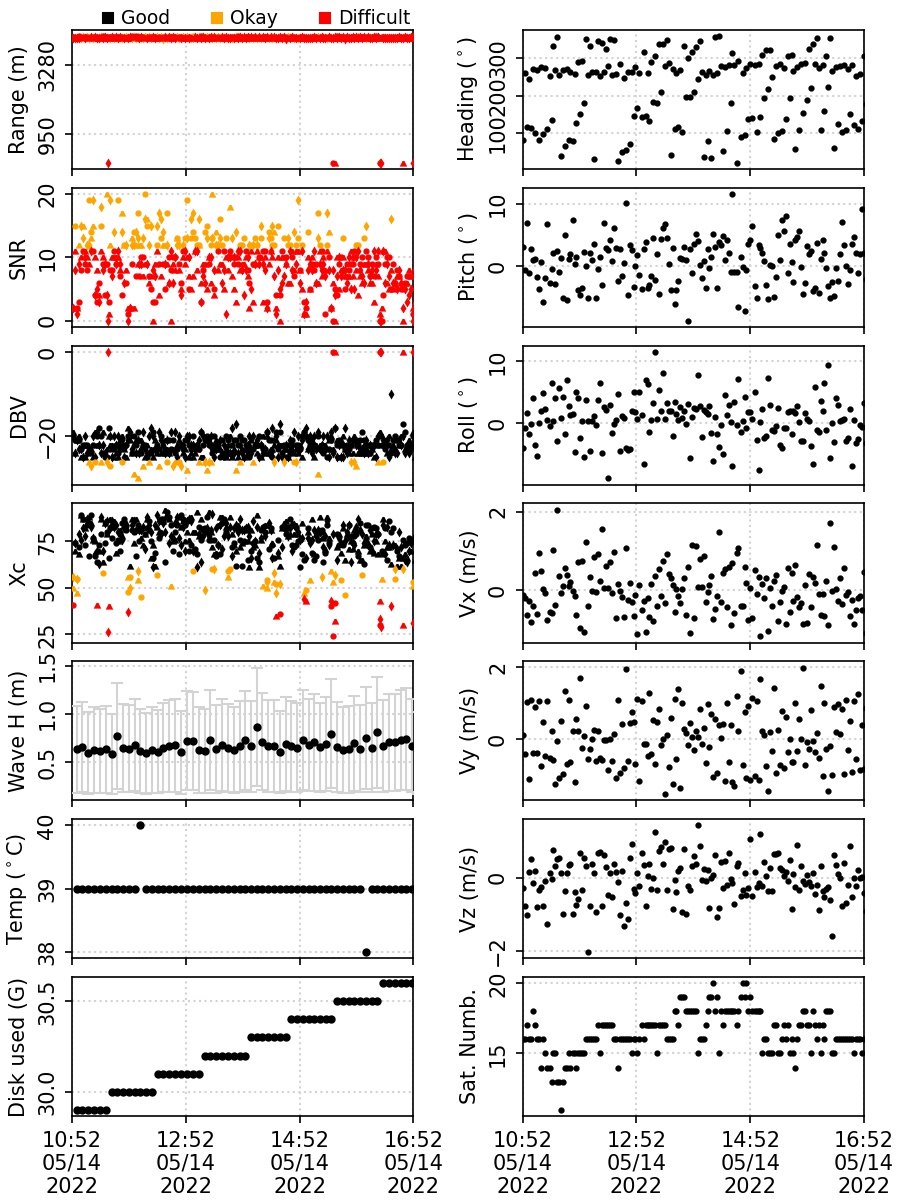 Good Okay Difficult
Range (m)
3280
950
Heading (°)
300
200
100
SNR
20
10
0
Pitch (°)
10
0
DBV
0
−20
Roll (°)
10
0
Xc
75
50
25
Vx (m/s)
2
0
Wave H (m)
1.5
1.0
0.5
Vy (m/s)
2
0
Temp (°C)
40
39
38
Vz (m/s)
0
−2
Disk used (G)
30.5
30.0
Sat. Numb.
20
15
10:52 12:52 14:52 16:52 10:52 12:52 14:52 16:52
05/14 05/14 05/14 05/14 05/14 05/14 05/14 05/14
2022 2022 2022 2022 2022 2022 2022 2022